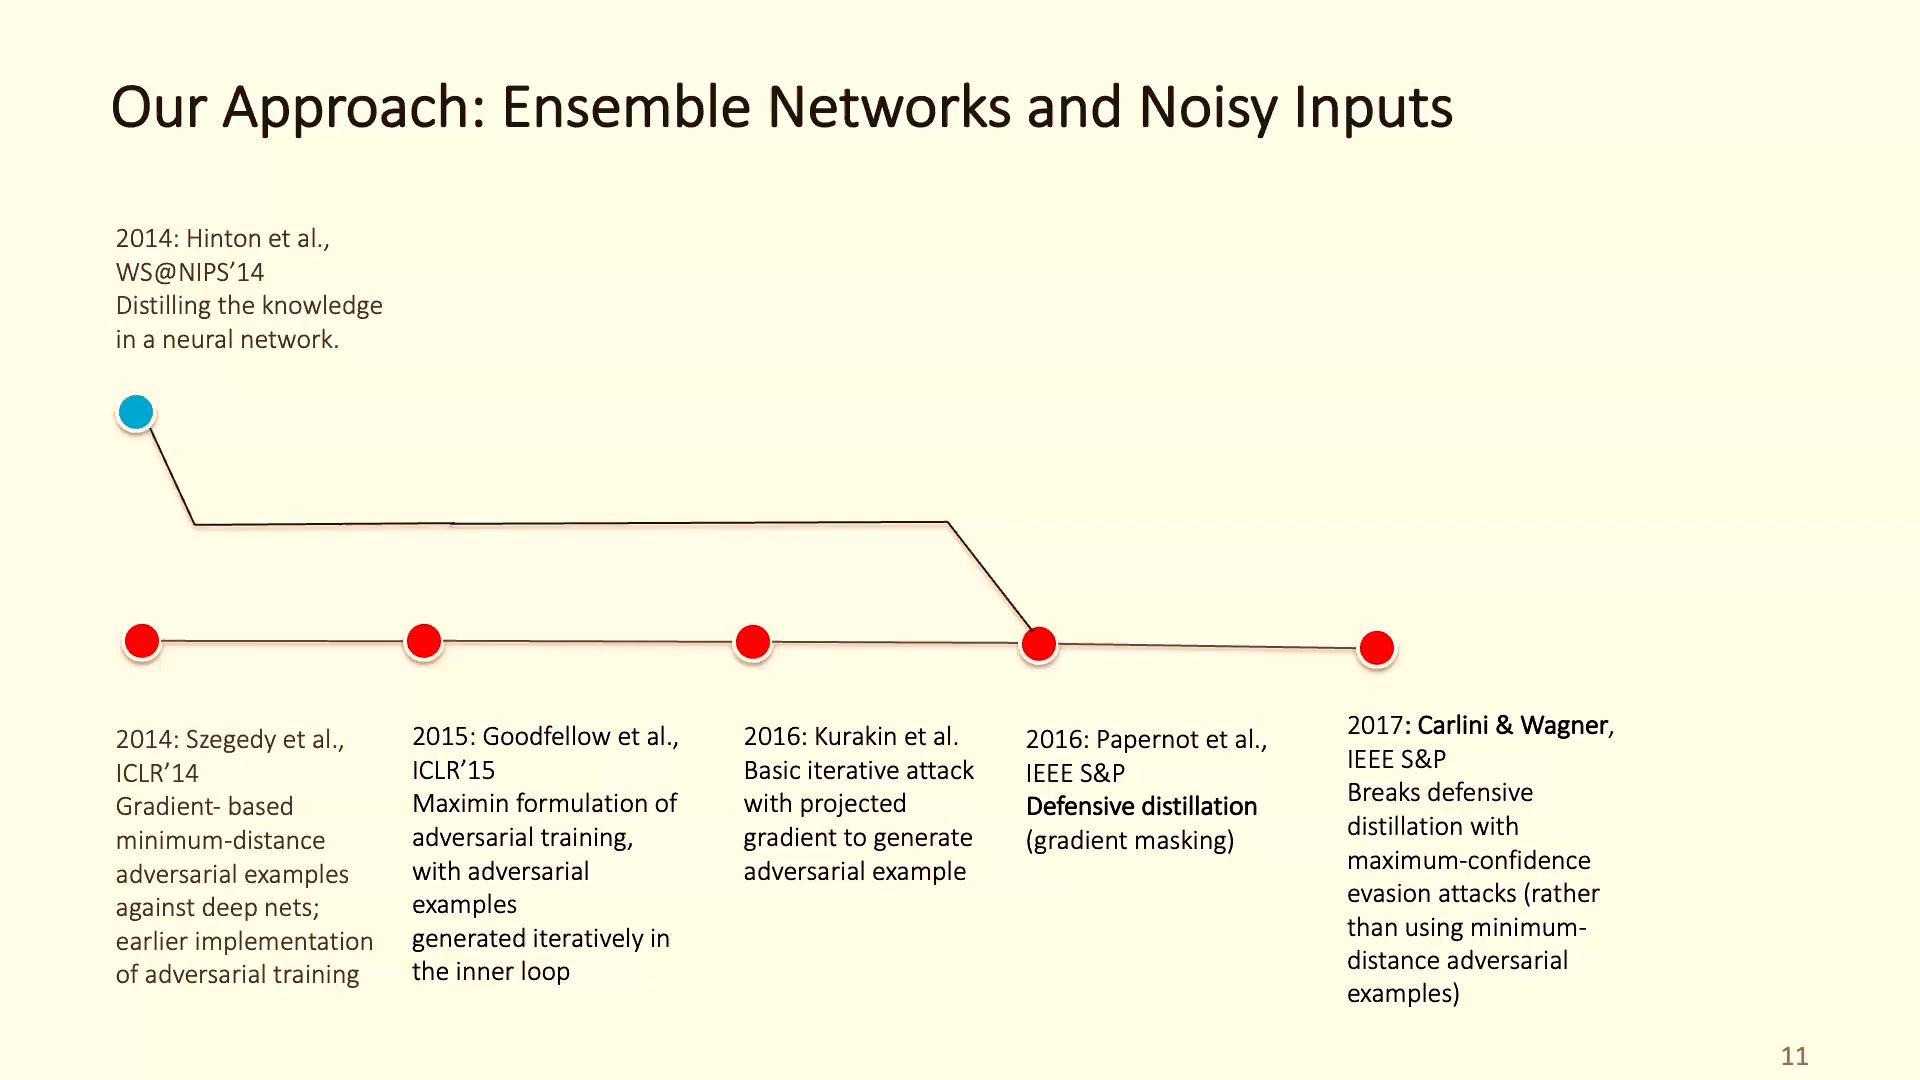 Our Approach: Ensemble Networks and Noisy Inputs
2014: Hinton et al.,
WS@NIPS’14
Distilling the knowledge
in a neural network.
2014: Szegedy et al.,
ICLR’14
Gradient- based
minimum-distance
adversarial examples
against deep nets;
earlier implementation
of adversarial training
2015: Goodfellow et al.,
ICLR’15
Maximin formulation of
adversarial training,
with adversarial
examples
generated iteratively in
the inner loop
2016: Kurakin et al.
Basic iterative attack
with projected
gradient to generate
adversarial example
2016: Papernot et al.,
IEEE S&P
Defensive distillation
(gradient masking)
2017: Carlini & Wagner,
IEEE S&P
Breaks defensive
distillation with
maximum-confidence
evasion attacks (rather
than using minimum-
distance adversarial
examples)
11